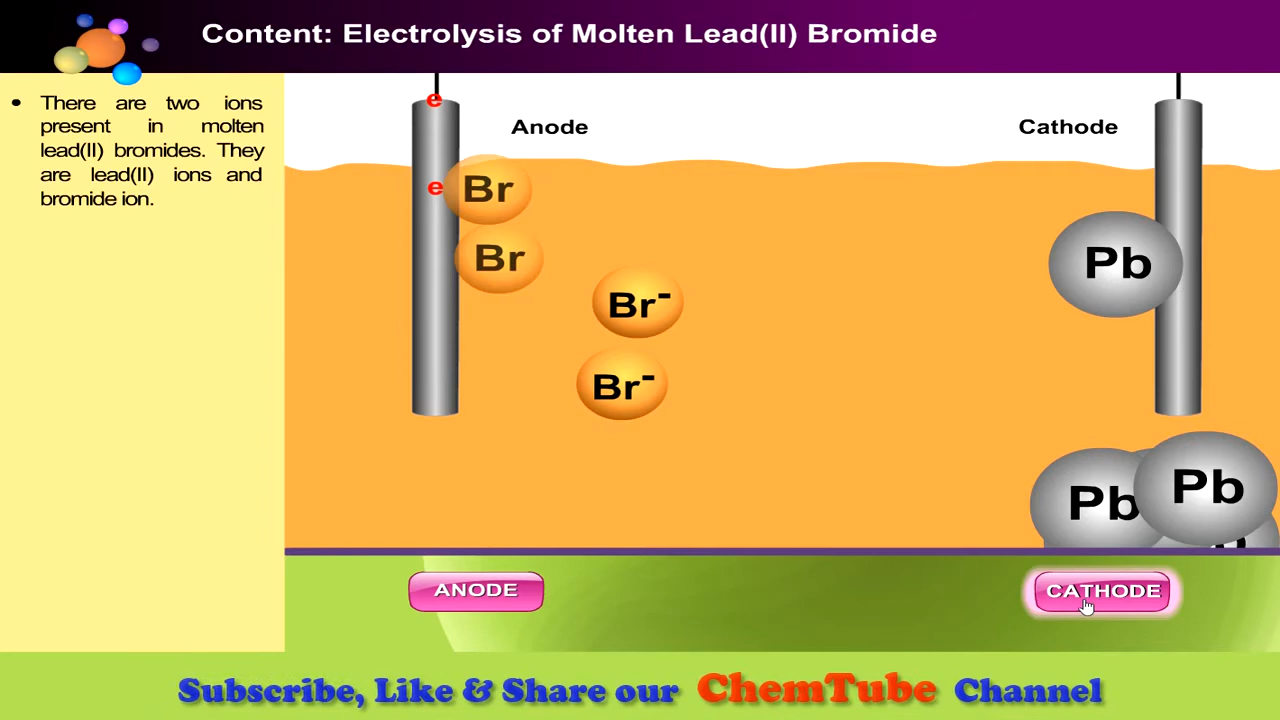 Content: Electrolysis of Molten Lead(II) Bromide
• There are two ions
present in molten
lead(II) bromides. They
are lead(II) ions and
bromide ion.
e
Anode
Cathode
e
Br
Br
Pb
Br-
Br-
Pb
Pb
ANODE
CATHODE
Subscribe, Like & Share our ChemTube Channel